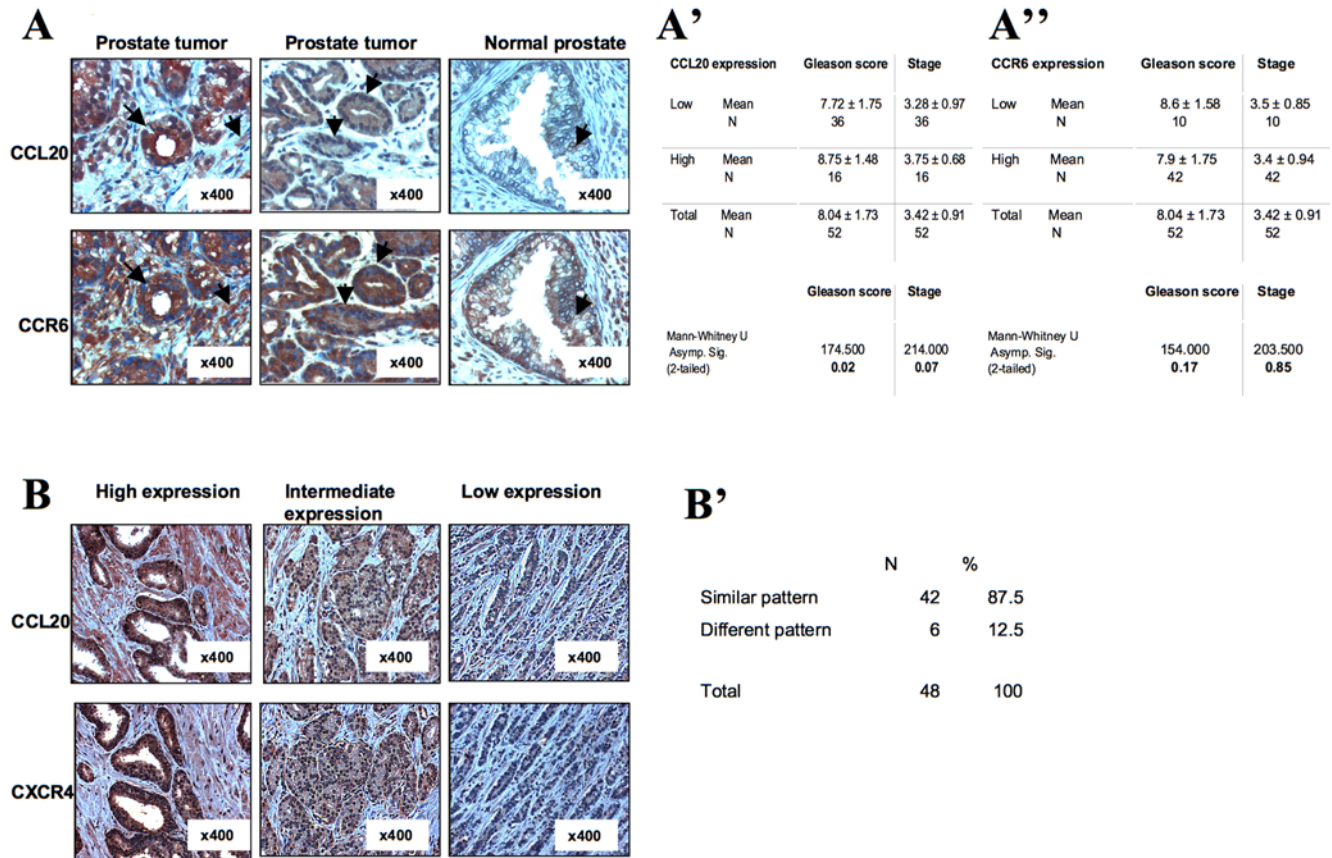 A
Prostate tumor Prostate tumor Normal prostate
CCL20
x400 x400 x400
CCR6
x400 x400 x400
A’
CCL20 expression Gleason score Stage
Low Mean 7.72 ± 1.75 3.28 ± 0.97
N 36 36
High Mean 8.75 ± 1.48 3.75 ± 0.68
N 16 16
Total Mean 8.04 ± 1.73 3.42 ± 0.91
N 52 52
Gleason score Stage
Mann-Whitney U 174.500 214.000
Asymp. Sig.
(2-tailed) 0.02 0.07
A’’
CCR6 expression Gleason score Stage
Low Mean 8.6 ± 1.58 3.5 ± 0.85
N 10 10
High Mean 7.9 ± 1.75 3.4 ± 0.94
N 42 42
Total Mean 8.04 ± 1.73 3.42 ± 0.91
N 52 52
Gleason score Stage
Mann-Whitney U 154.000 203.500
Asymp. Sig.
(2-tailed) 0.17 0.85
B
High expression Intermediate expression Low expression
CCL20
x400 x400 x400
CXCR4
x400 x400 x400
B’
N %
Similar pattern 42 87.5
Different pattern 6 12.5
Total 48 100